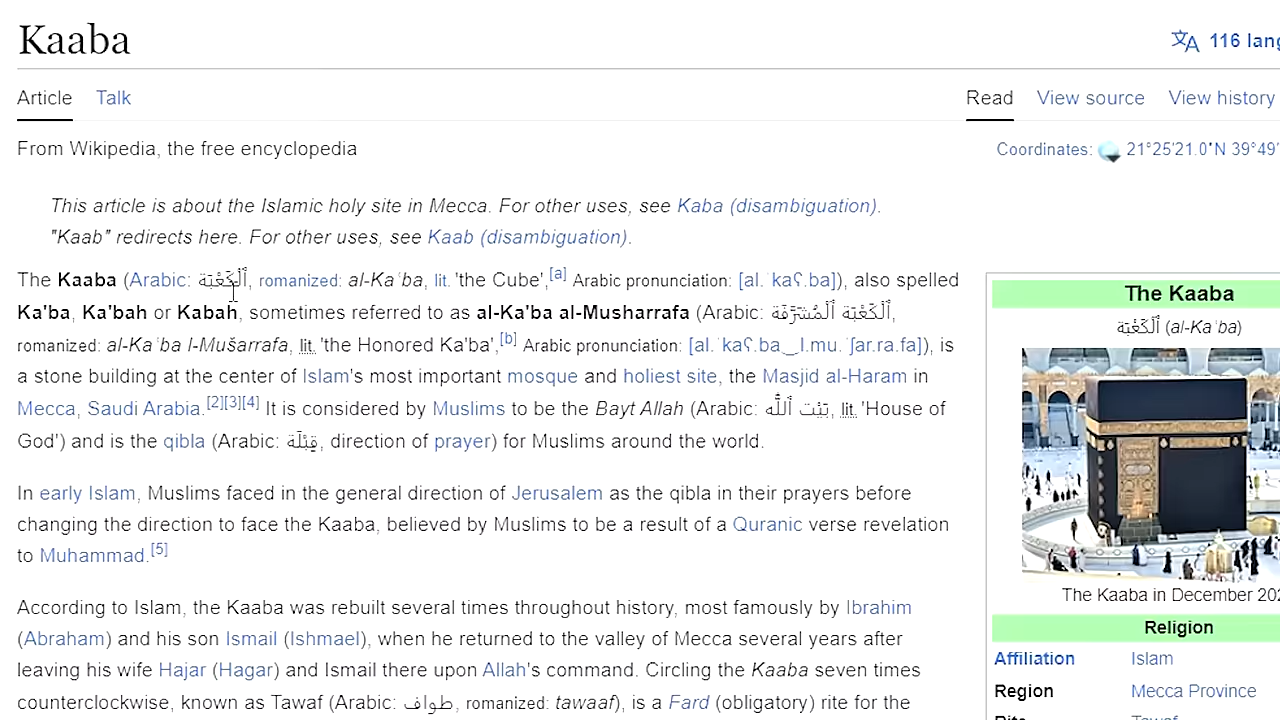 Kaaba
116 lang
Article Talk Read View source View history
From Wikipedia, the free encyclopedia
Coordinates: 21°25′21.0″N 39°49′
This article is about the Islamic holy site in Mecca. For other uses, see Kaba (disambiguation).
"Kaab" redirects here. For other uses, see Kaab (disambiguation).
The Kaaba (Arabic: ٱلْكَعْبَة, romanized: al-Kaʿba, lit. 'the Cube',[a] Arabic pronunciation: [al.ˈkaʕ.ba]), also spelled
Ka'ba, Ka'bah or Kabah, sometimes referred to as al-Ka'ba al-Musharrafa (Arabic: ٱلْكَعْبَة ٱلْمُشَرَّفَة,
romanized: al-Kaʿba l-Mušarrafa, lit. 'the Honored Ka'ba',[b] Arabic pronunciation: [al.ˈkaʕ.ba‿l.mu.ˈʃar.ra.fa]), is
a stone building at the center of Islam's most important mosque and holiest site, the Masjid al-Haram in
Mecca, Saudi Arabia.[2][3][4] It is considered by Muslims to be the Bayt Allah (Arabic: بَيْت ٱللَّٰه, lit. 'House of
God') and is the qibla (Arabic: قِبْلَة, direction of prayer) for Muslims around the world.
In early Islam, Muslims faced in the general direction of Jerusalem as the qibla in their prayers before
changing the direction to face the Kaaba, believed by Muslims to be a result of a Quranic verse revelation
to Muhammad.[5]
According to Islam, the Kaaba was rebuilt several times throughout history, most famously by Ibrahim
(Abraham) and his son Ismail (Ishmael), when he returned to the valley of Mecca several years after
leaving his wife Hajar (Hagar) and Ismail there upon Allah's command. Circling the Kaaba seven times
counterclockwise, known as Tawaf (Arabic: طواف, romanized: tawaaf), is a Fard (obligatory) rite for the
The Kaaba
ٱلْكَعْبَة (al-Kaʿba)
The Kaaba in December 202
Religion
Affiliation Islam
Region Mecca Province
Rite Tawaf